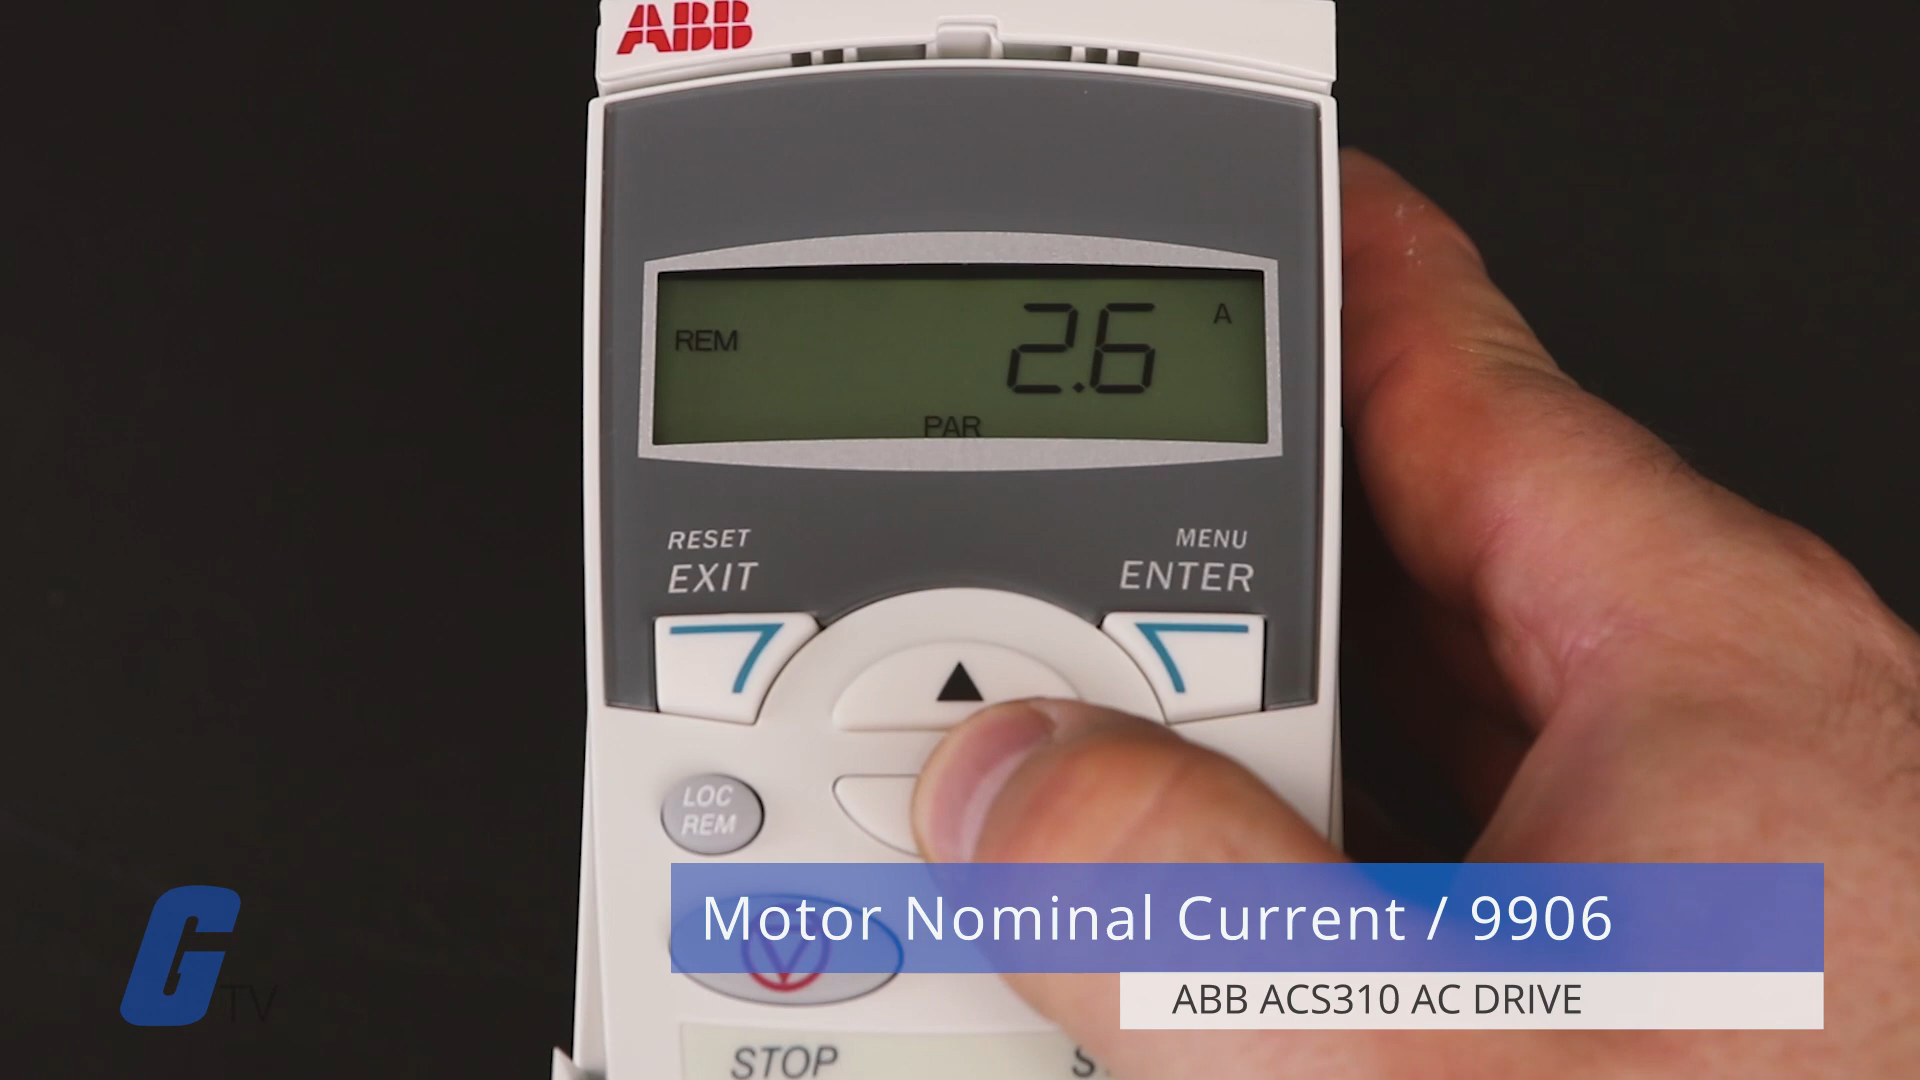 ABB
REM
2.6 A
PAR
RESET
EXIT
MENU
ENTER
LOC
REM
Motor Nominal Current / 9906
ABB ACS310 AC DRIVE
G TV
STOP